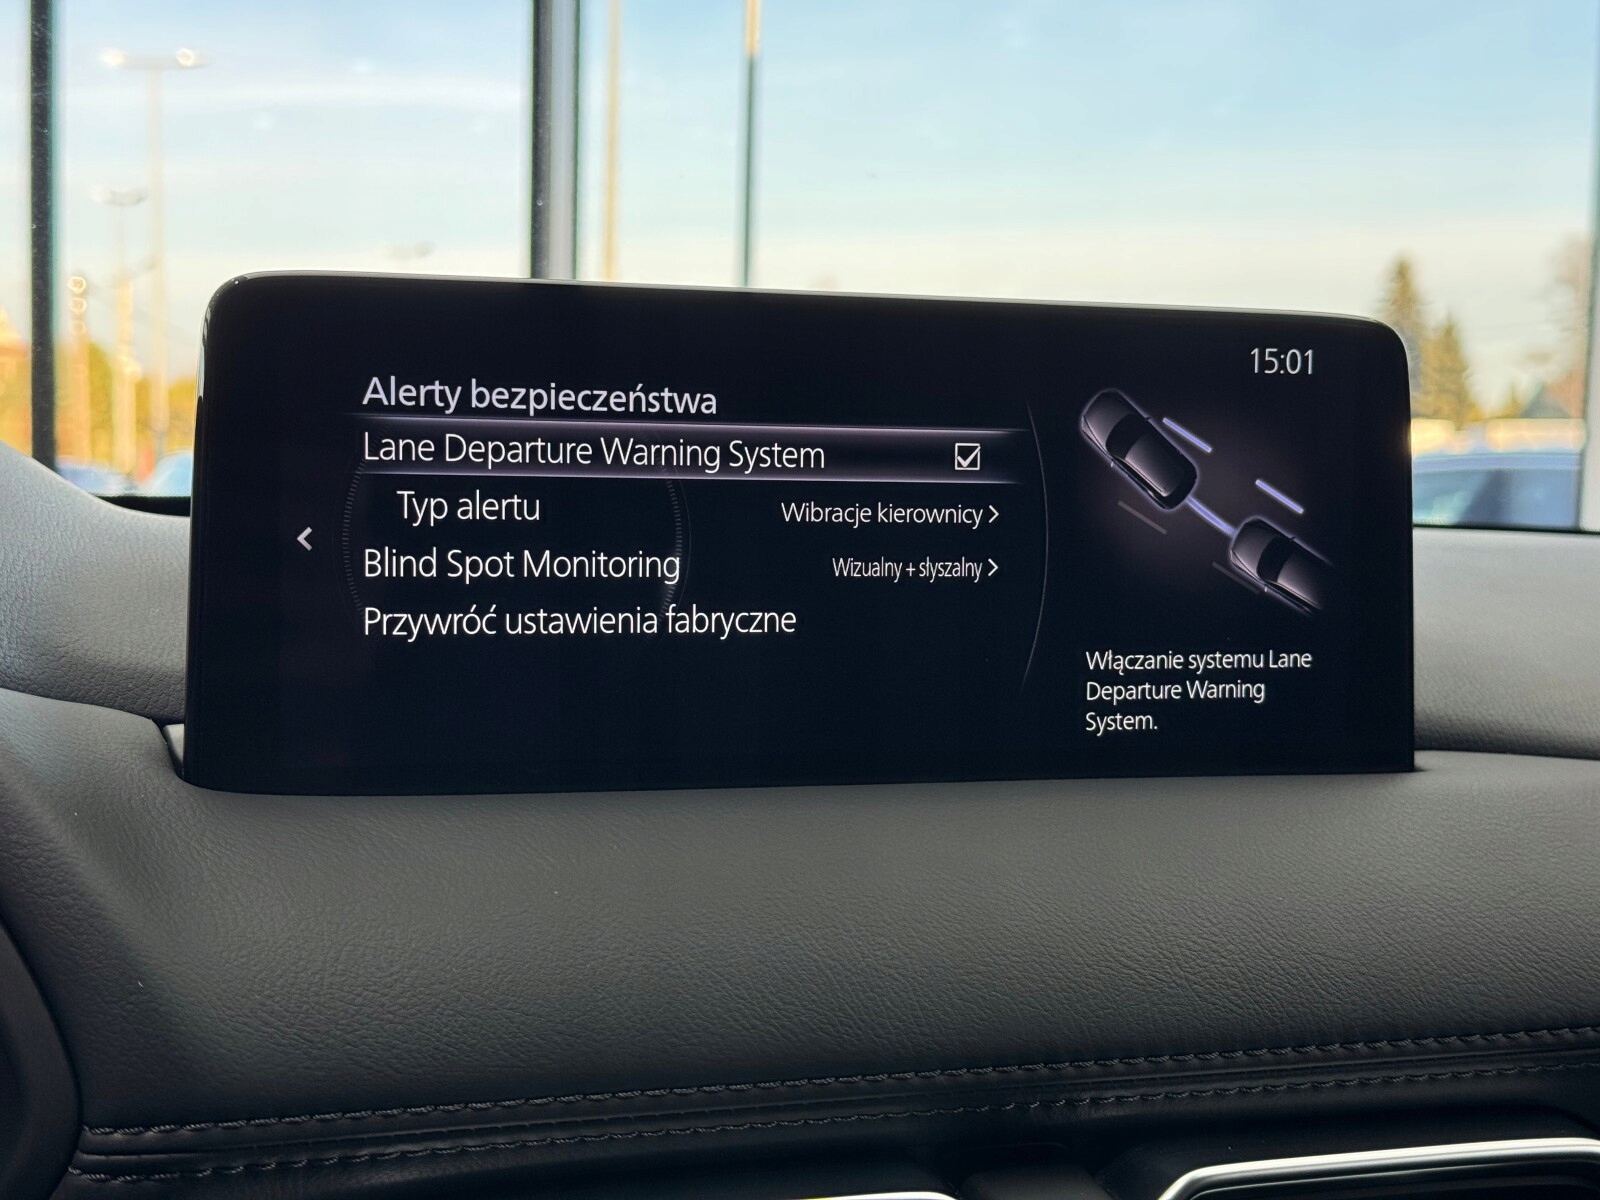 15:01
Alerty bezpieczeństwa
Lane Departure Warning System
Typ alertu Wibracje kierownicy >
Blind Spot Monitoring Wizualny + słyszalny >
Przywróć ustawienia fabryczne
Włączanie systemu Lane
Departure Warning
System.